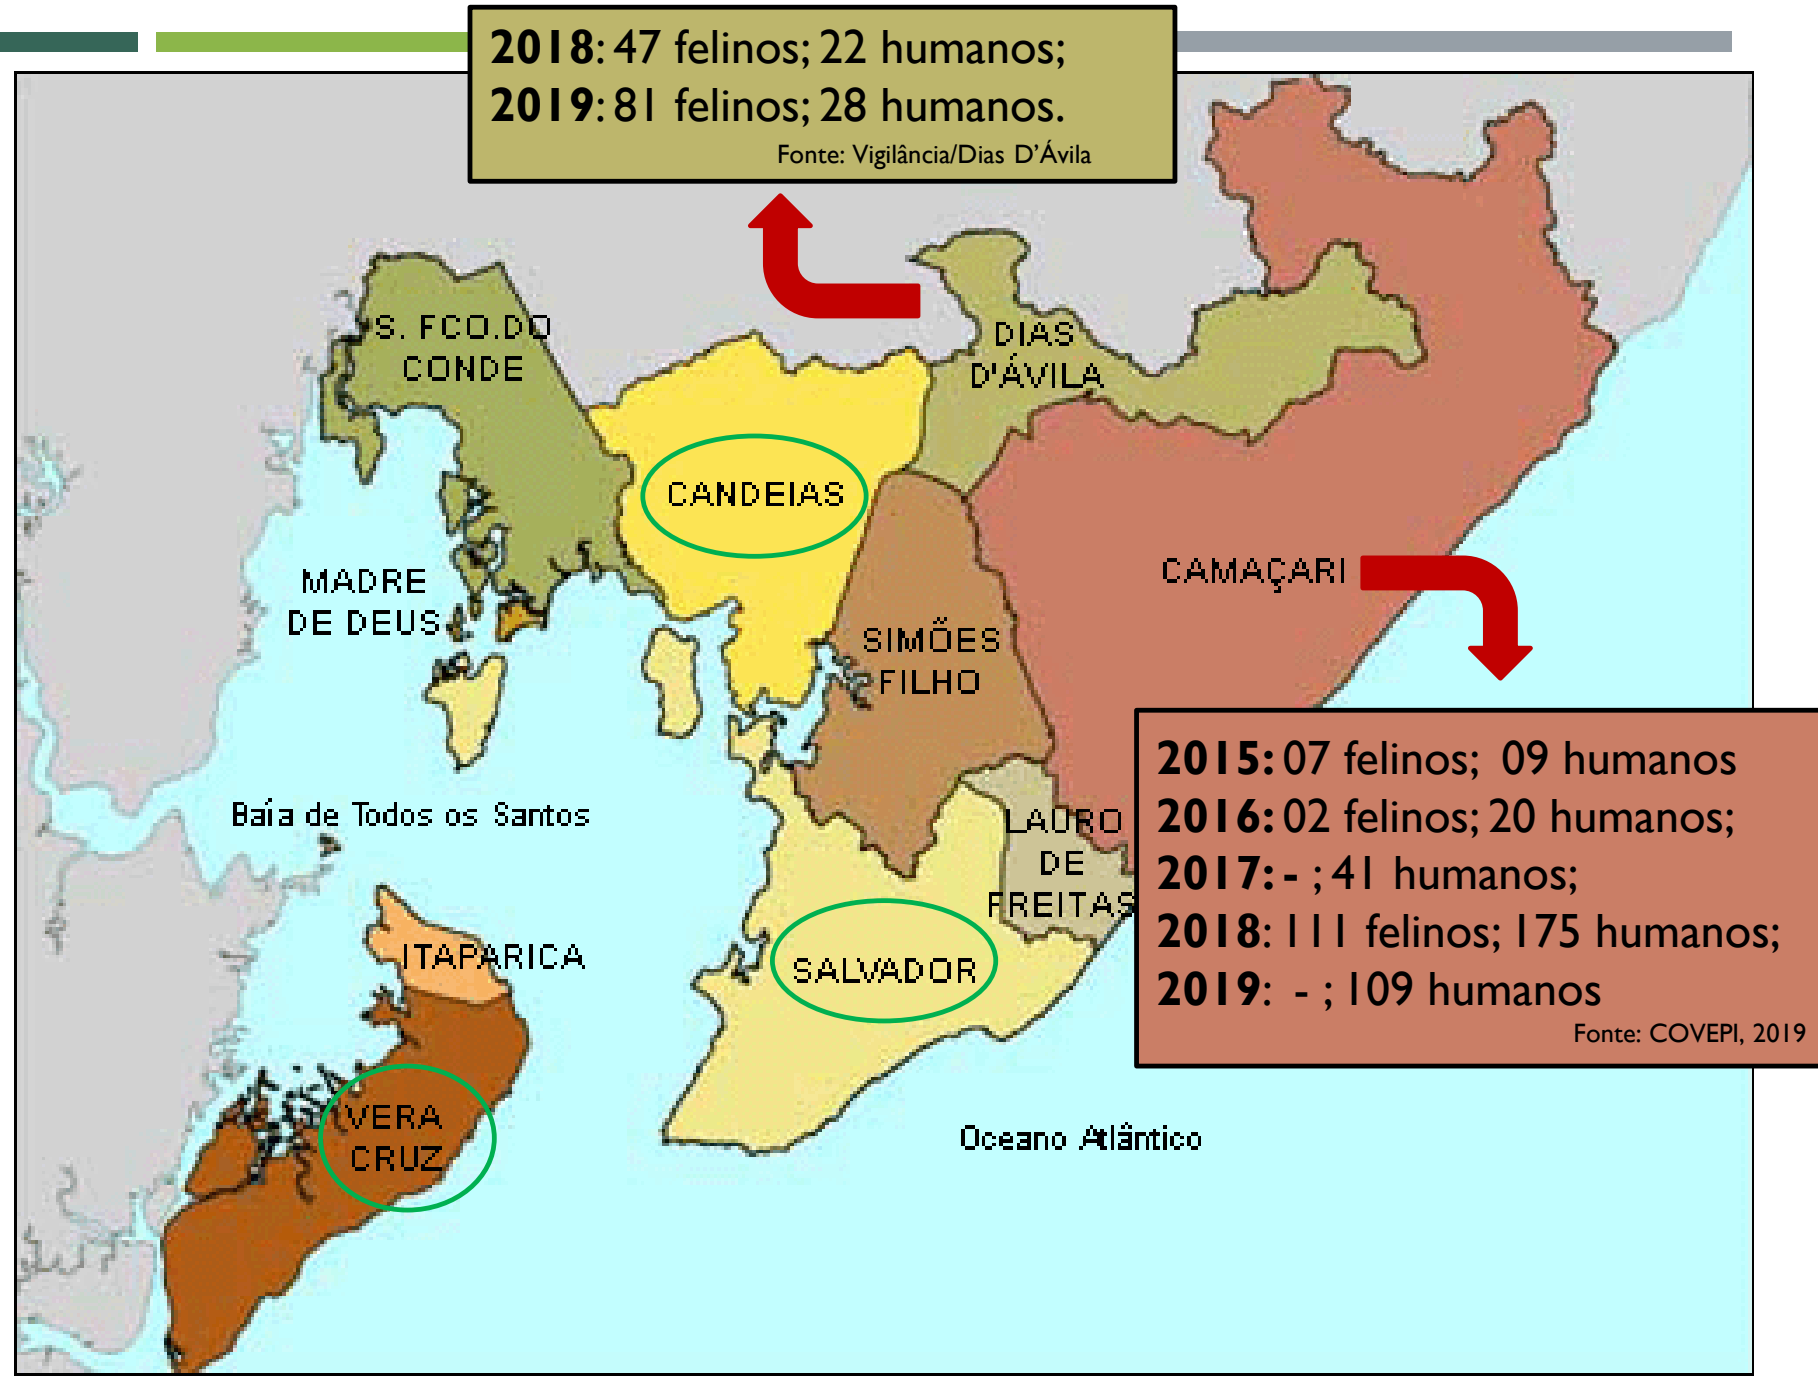 2018: 47 felinos; 22 humanos;
2019: 81 felinos; 28 humanos.
Fonte: Vigilância/Dias D’Ávila
S. FCO.DO
CONDE
DIAS
D'ÁVILA
CANDEIAS
MADRE
DE DEUS
CAMAÇARI
SIMÕES
FILHO
Baía de Todos os Santos
LAURO
DE
FREITAS
ITAPARICA
SALVADOR
VERA
CRUZ
Oceano Atlântico
2015: 07 felinos; 09 humanos
2016: 02 felinos; 20 humanos;
2017: - ; 41 humanos;
2018: 111 felinos; 175 humanos;
2019: - ; 109 humanos
Fonte: COVEPI, 2019